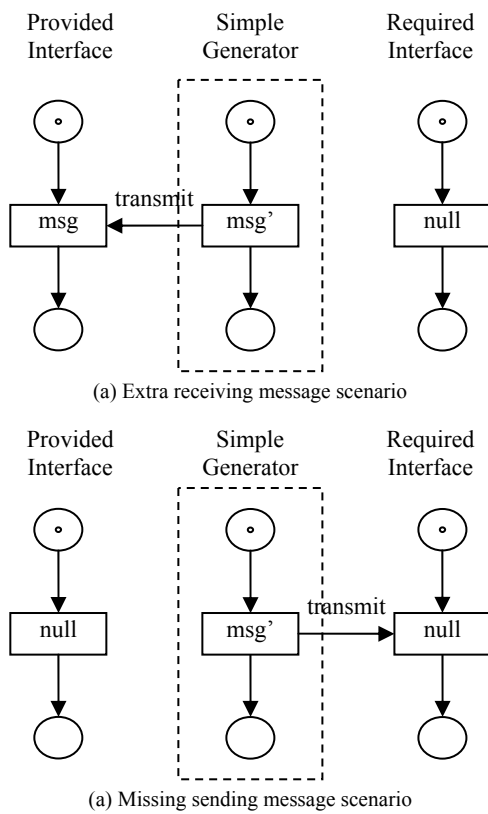 Provided Interface
Simple Generator
Required Interface
transmit
msg
msg’
null
(a) Extra receiving message scenario
Provided Interface
Simple Generator
Required Interface
transmit
null
msg’
null
(a) Missing sending message scenario